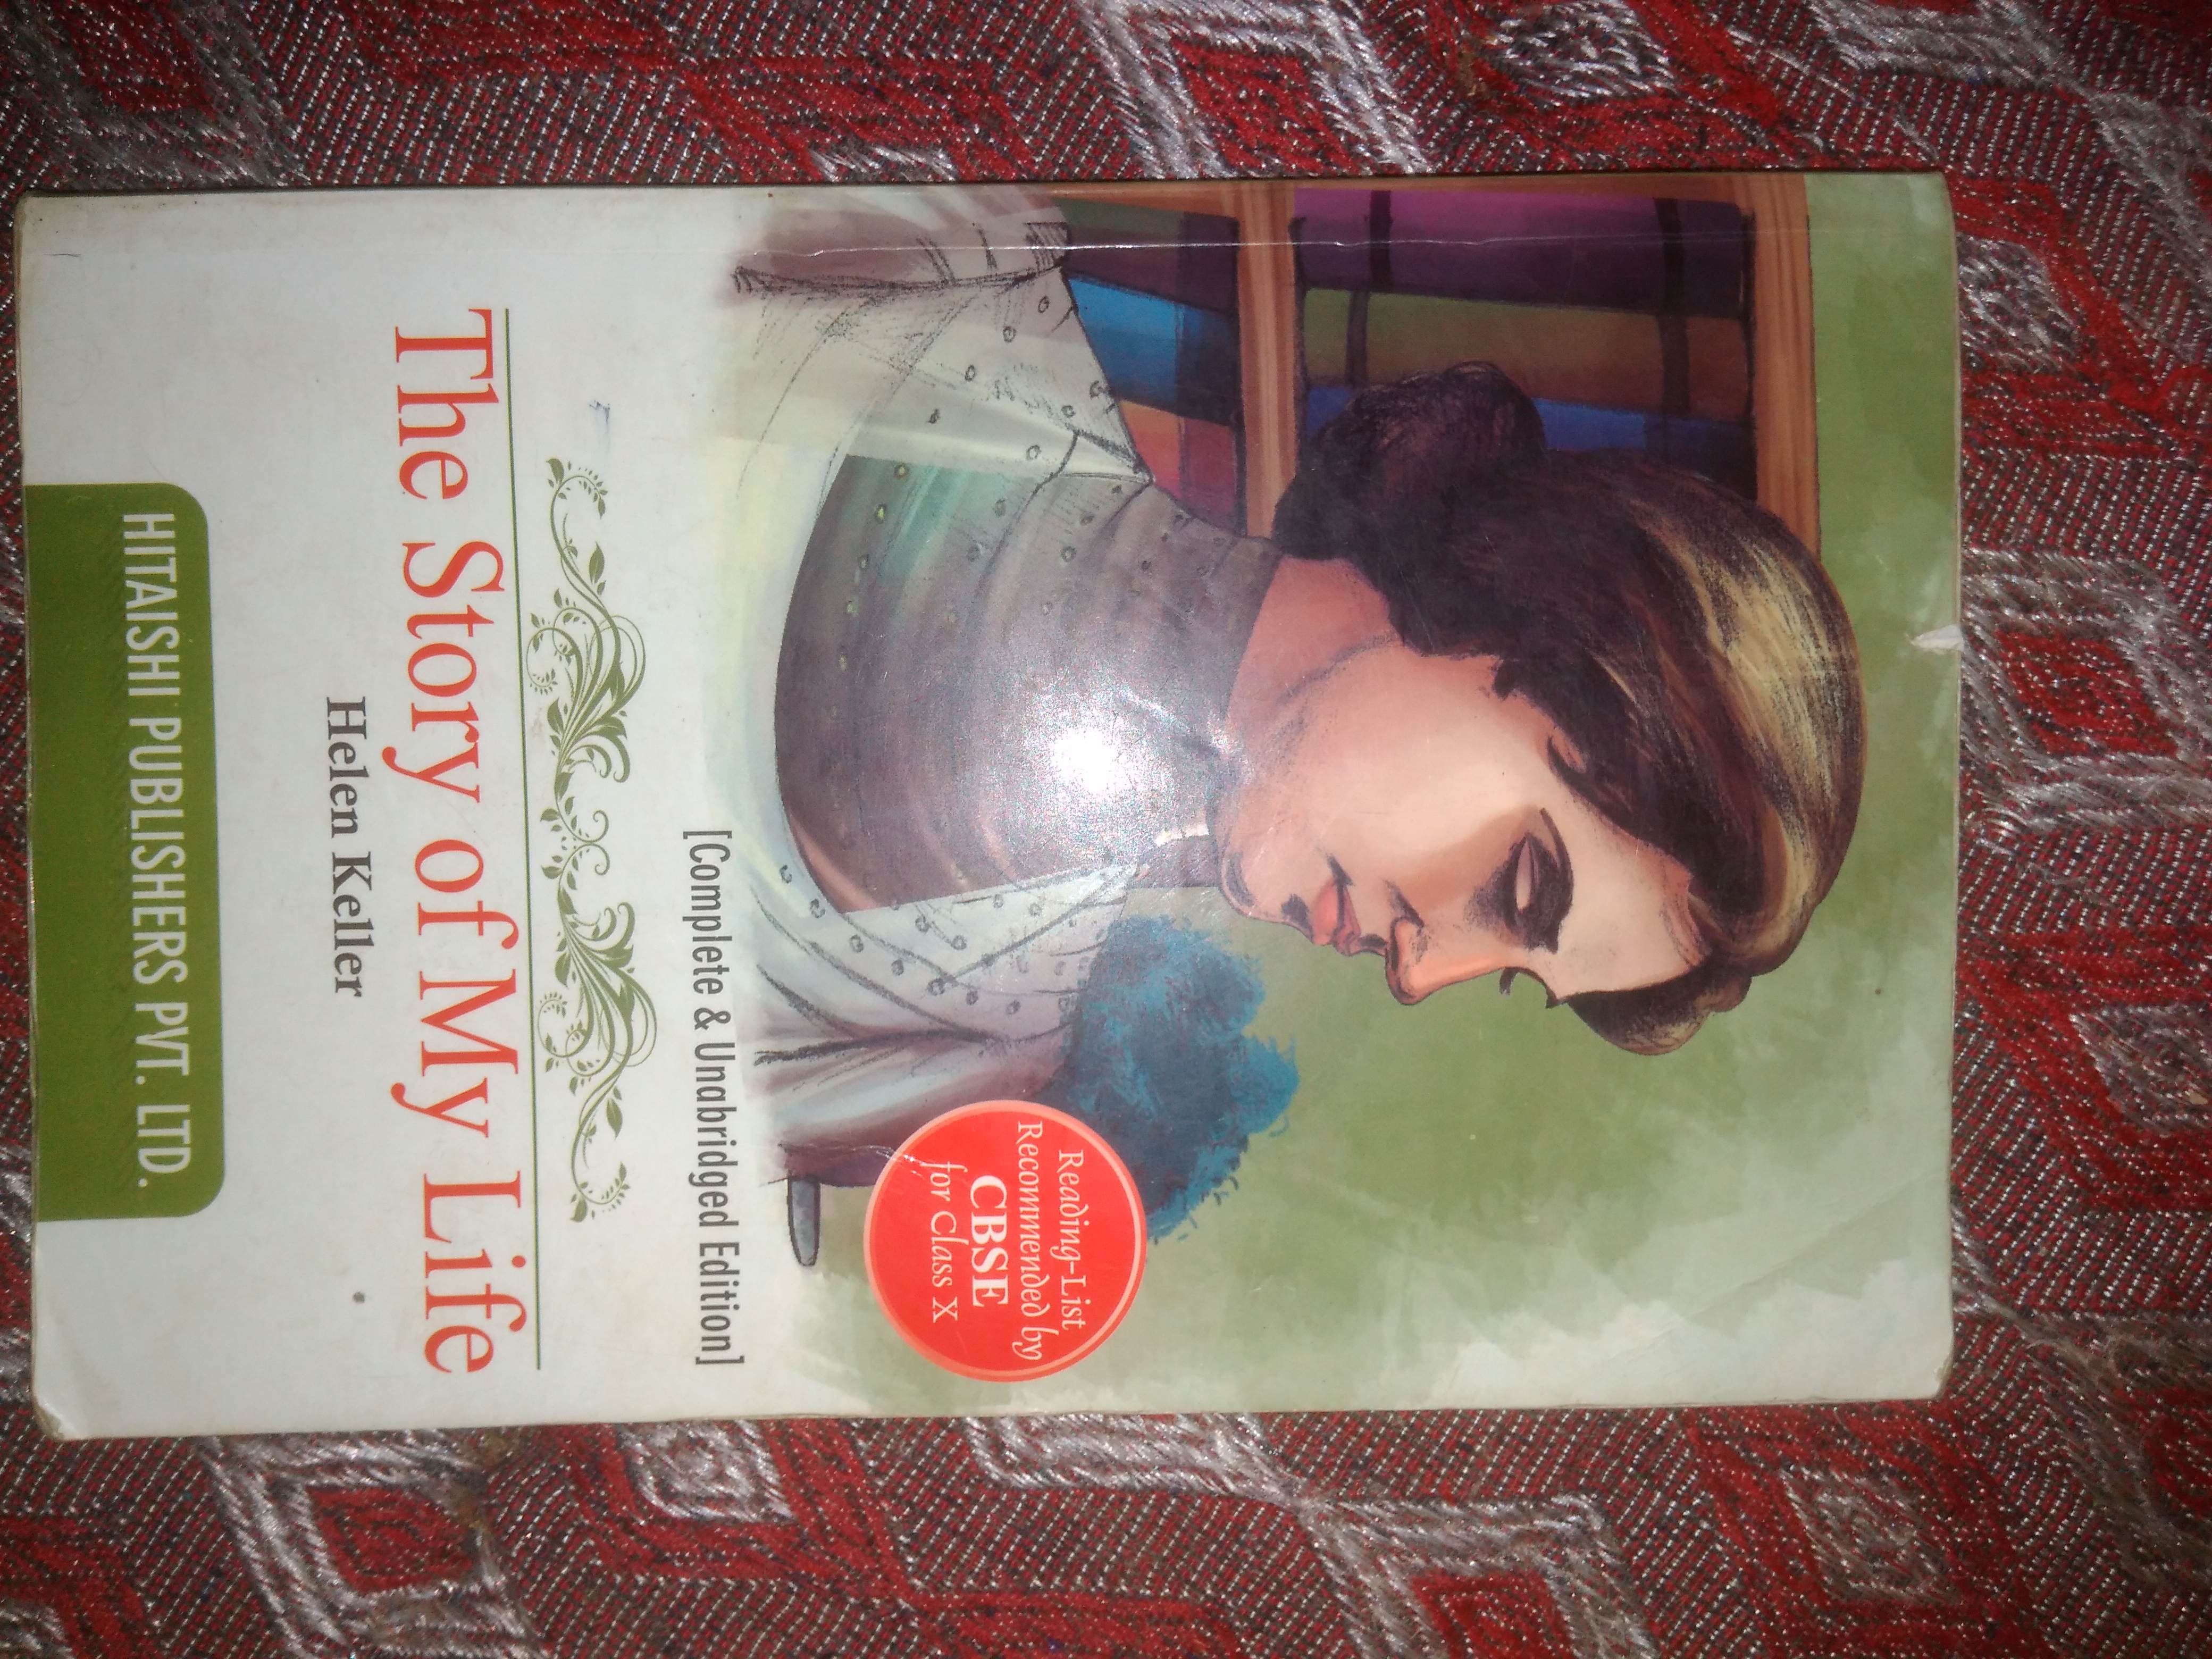 Reading-List
Recommended by
CBSE
for Class X
[Complete & Unabridged Edition]
The Story of My Life
Helen Keller
HITAISHI PUBLISHERS PVT. LTD.